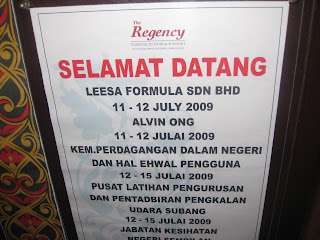 The
Regency
SELAMAT DATANG
LEESA FORMULA SDN BHD
11 - 12 JULY 2009
ALVIN ONG
11 - 12 JULAI 2009
KEM.PERDAGANGAN DALAM NEGERI
DAN HAL EHWAL PENGGUNA
12 - 15 JULAI 2009
PUSAT LATIHAN PENGURUSAN
DAN PENTADBIRAN PENGKALAN
UDARA SUBANG
12 - 15 JULAI 2009
JABATAN KESIHATAN
NEGERI SEMBILAN